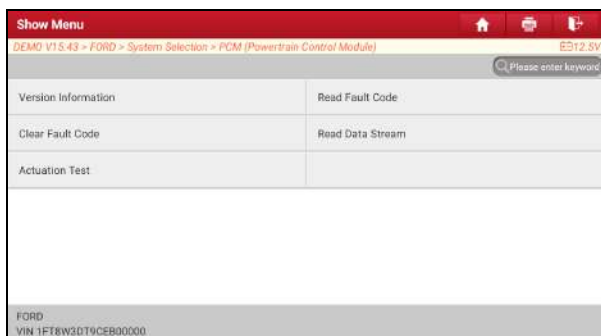 Show Menu
DEMO V15.43 > FORD > System Selection > PCM (Powertrain Control Module)
12.5V
Please enter keyword
Version Information
Read Fault Code
Clear Fault Code
Read Data Stream
Actuation Test
FORD
VIN 1FT8W3DT9CEB00000